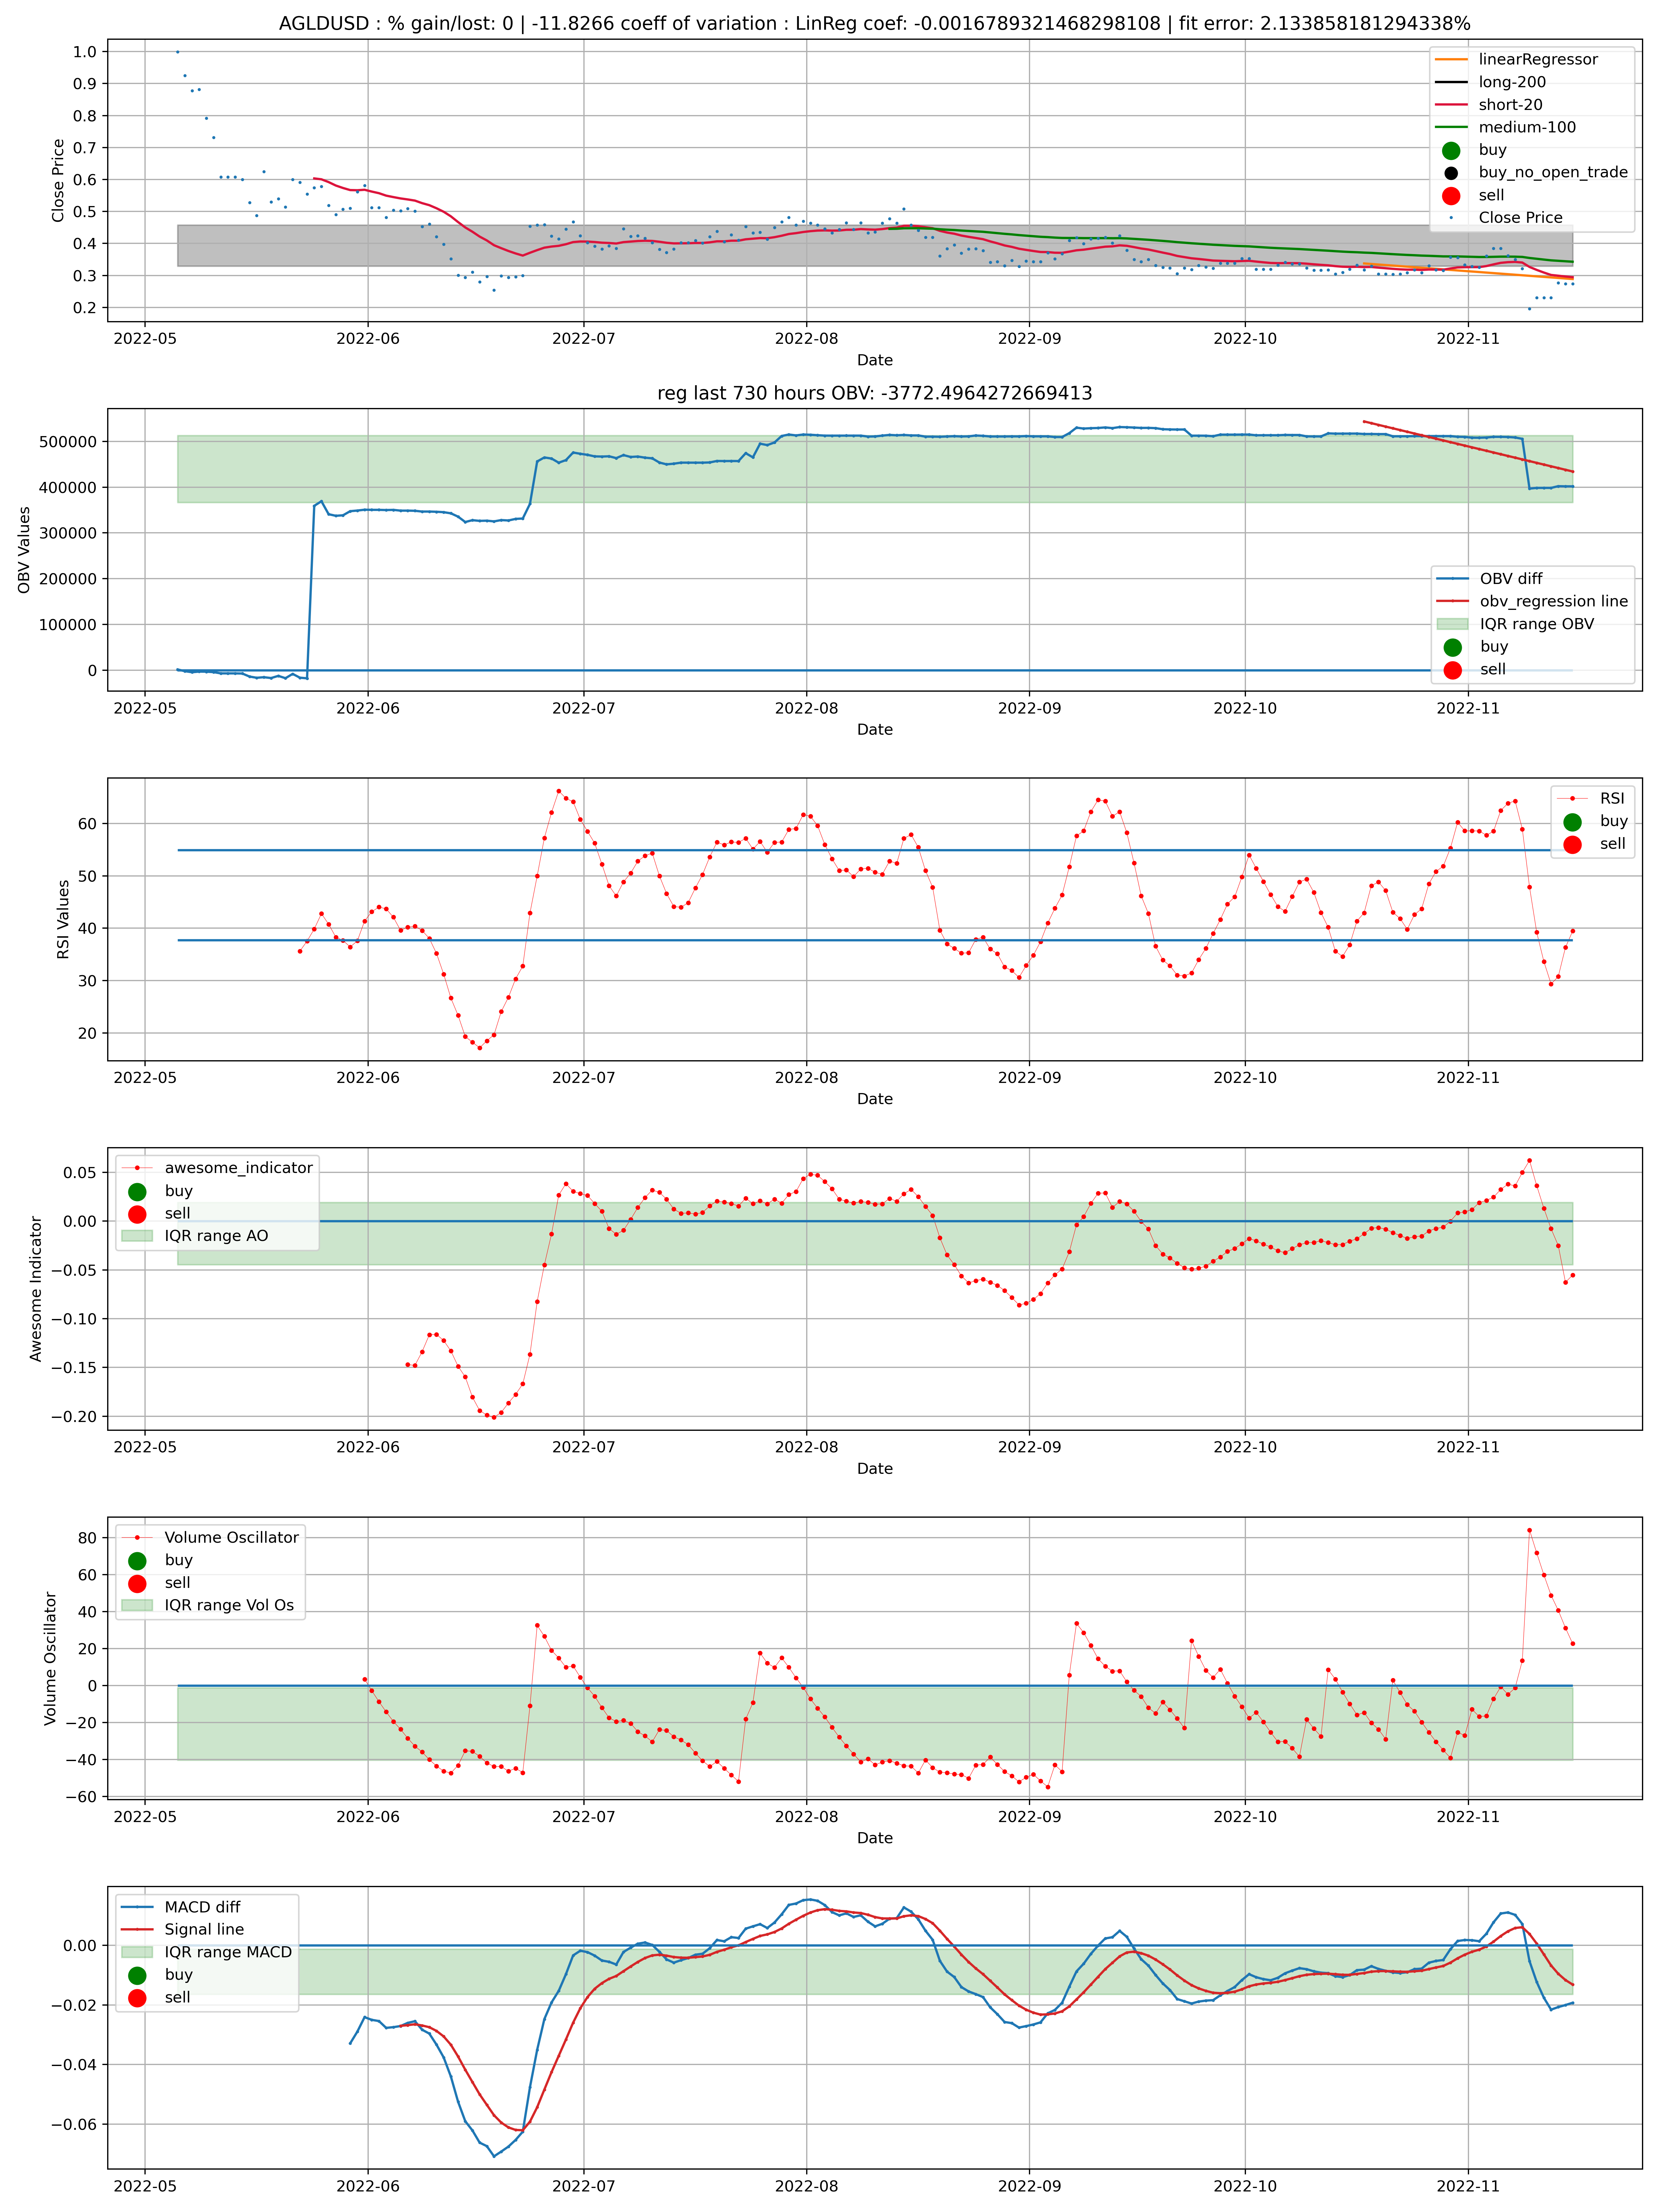 AGLDUSD : % gain/lost: 0 | -11.8266 coeff of variation : LinReg coef: -0.0016789321468298108 | fit error: 2.133858181294338%
1.0
0.9
0.8
0.7
0.6
0.5
0.4
0.3
0.2
Close Price
linearRegressor
long-200
short-20
medium-100
buy
buy_no_open_trade
sell
Close Price
2022-05 2022-06 2022-07 2022-08 2022-09 2022-10 2022-11
Date
reg last 730 hours OBV: -3772.4964272669413
500000
400000
300000
200000
100000
0
OBV Values
OBV diff
obv_regression line
IQR range OBV
buy
sell
2022-05 2022-06 2022-07 2022-08 2022-09 2022-10 2022-11
Date
60
50
40
30
20
RSI Values
RSI
buy
sell
2022-05 2022-06 2022-07 2022-08 2022-09 2022-10 2022-11
Date
0.05
0.00
−0.05
−0.10
−0.15
−0.20
Awesome Indicator
awesome_indicator
buy
sell
IQR range AO
2022-05 2022-06 2022-07 2022-08 2022-09 2022-10 2022-11
Date
80
60
40
20
0
−20
−40
−60
Volume Oscillator
Volume Oscillator
buy
sell
IQR range Vol Os
2022-05 2022-06 2022-07 2022-08 2022-09 2022-10 2022-11
Date
0.00
−0.02
−0.04
−0.06
MACD diff
Signal line
IQR range MACD
buy
sell
2022-05 2022-06 2022-07 2022-08 2022-09 2022-10 2022-11